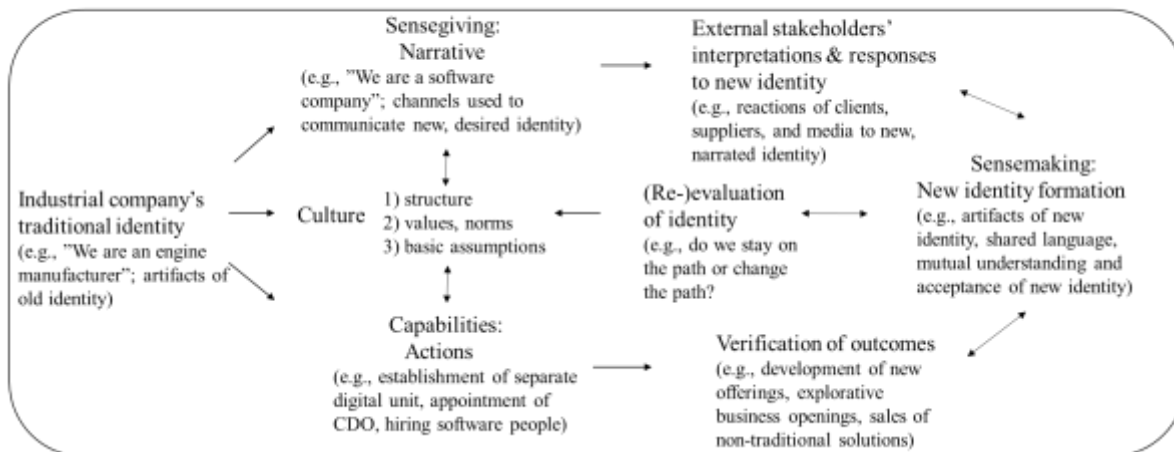 Sensegiving:
Narrative
(e.g., ”We are a software
company”; channels used to
communicate new, desired identity)
External stakeholders’
interpretations & responses
to new identity
(e.g., reactions of clients,
suppliers, and media to new,
narrated identity)
Industrial company’s
traditional identity
(e.g., ”We are an engine
manufacturer”; artifacts of
old identity)
Culture
1) structure
2) values, norms
3) basic assumptions
(Re-)evaluation
of identity
(e.g., do we stay on
the path or change
the path?
Sensemaking:
New identity formation
(e.g., artifacts of new
identity, shared language,
mutual understanding and
acceptance of new identity)
Capabilities:
Actions
(e.g., establishment of separate
digital unit, appointment of
CDO, hiring software people)
Verification of outcomes
(e.g., development of new
offerings, explorative
business openings, sales of
non-traditional solutions)